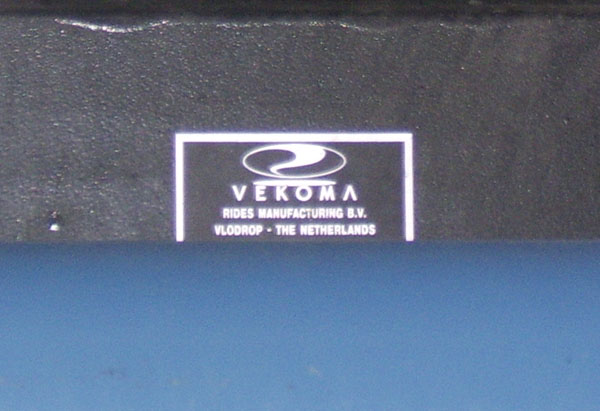 VEKOMA
RIDES MANUFACTURING B.V.
VLODROP - THE NETHERLANDS